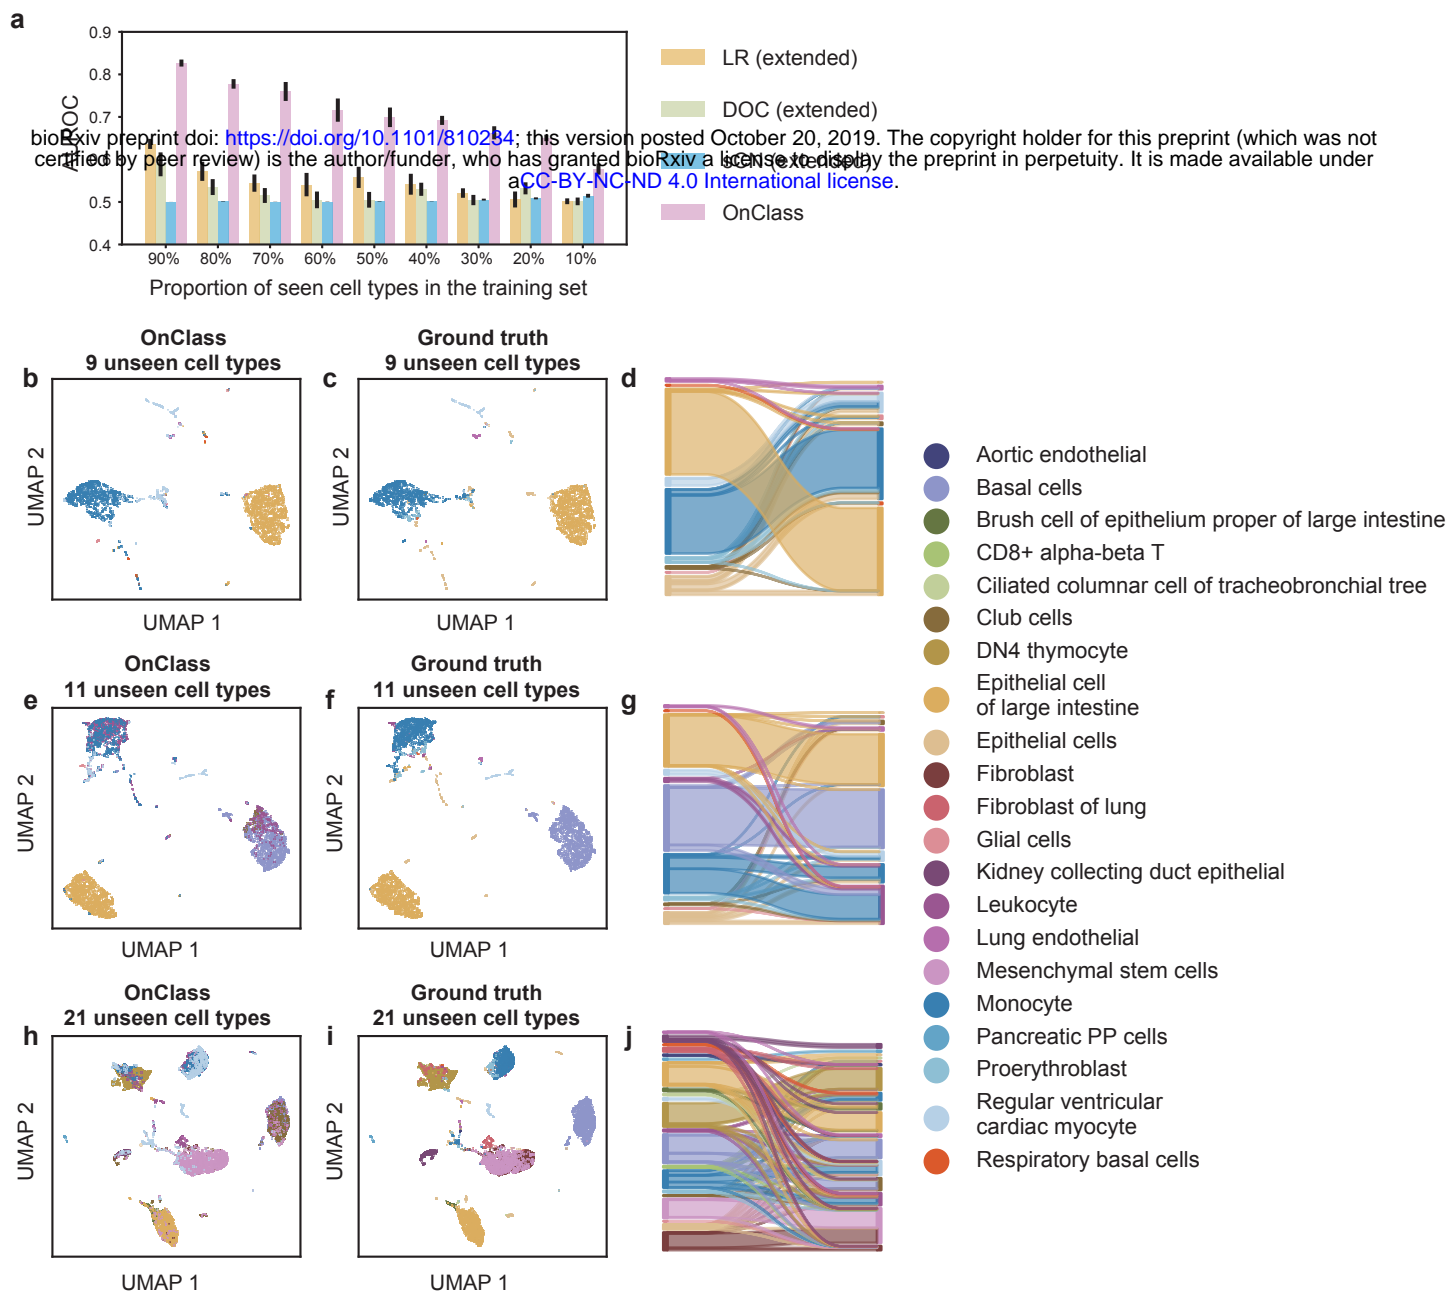 a
0.9
0.8
0.7
0.6
0.5
0.4
AUROC
90% 80% 70% 60% 50% 40% 30% 20% 10%
Proportion of seen cell types in the training set
LR (extended)
DOC (extended)
(extended)
OnClass
bioRxiv preprint doi: https://doi.org/10.1101/810234; this version posted October 20, 2019. The copyright holder for this preprint (which was not
certified by peer review) is the author/funder, who has granted bioRxiv a license to display the preprint in perpetuity. It is made available under
aCC-BY-NC-ND 4.0 International license.
OnClass
9 unseen cell types
Ground truth
9 unseen cell types
b
c
d
UMAP 2
UMAP 2
UMAP 1
UMAP 1
OnClass
11 unseen cell types
Ground truth
11 unseen cell types
e
f
g
UMAP 2
UMAP 2
UMAP 1
UMAP 1
OnClass
21 unseen cell types
Ground truth
21 unseen cell types
h
i
j
UMAP 2
UMAP 2
UMAP 1
UMAP 1
Aortic endothelial
Basal cells
Brush cell of epithelium proper of large intestine
CD8+ alpha-beta T
Ciliated columnar cell of tracheobronchial tree
Club cells
DN4 thymocyte
Epithelial cell
of large intestine
Epithelial cells
Fibroblast
Fibroblast of lung
Glial cells
Kidney collecting duct epithelial
Leukocyte
Lung endothelial
Mesenchymal stem cells
Monocyte
Pancreatic PP cells
Proerythroblast
Regular ventricular
cardiac myocyte
Respiratory basal cells